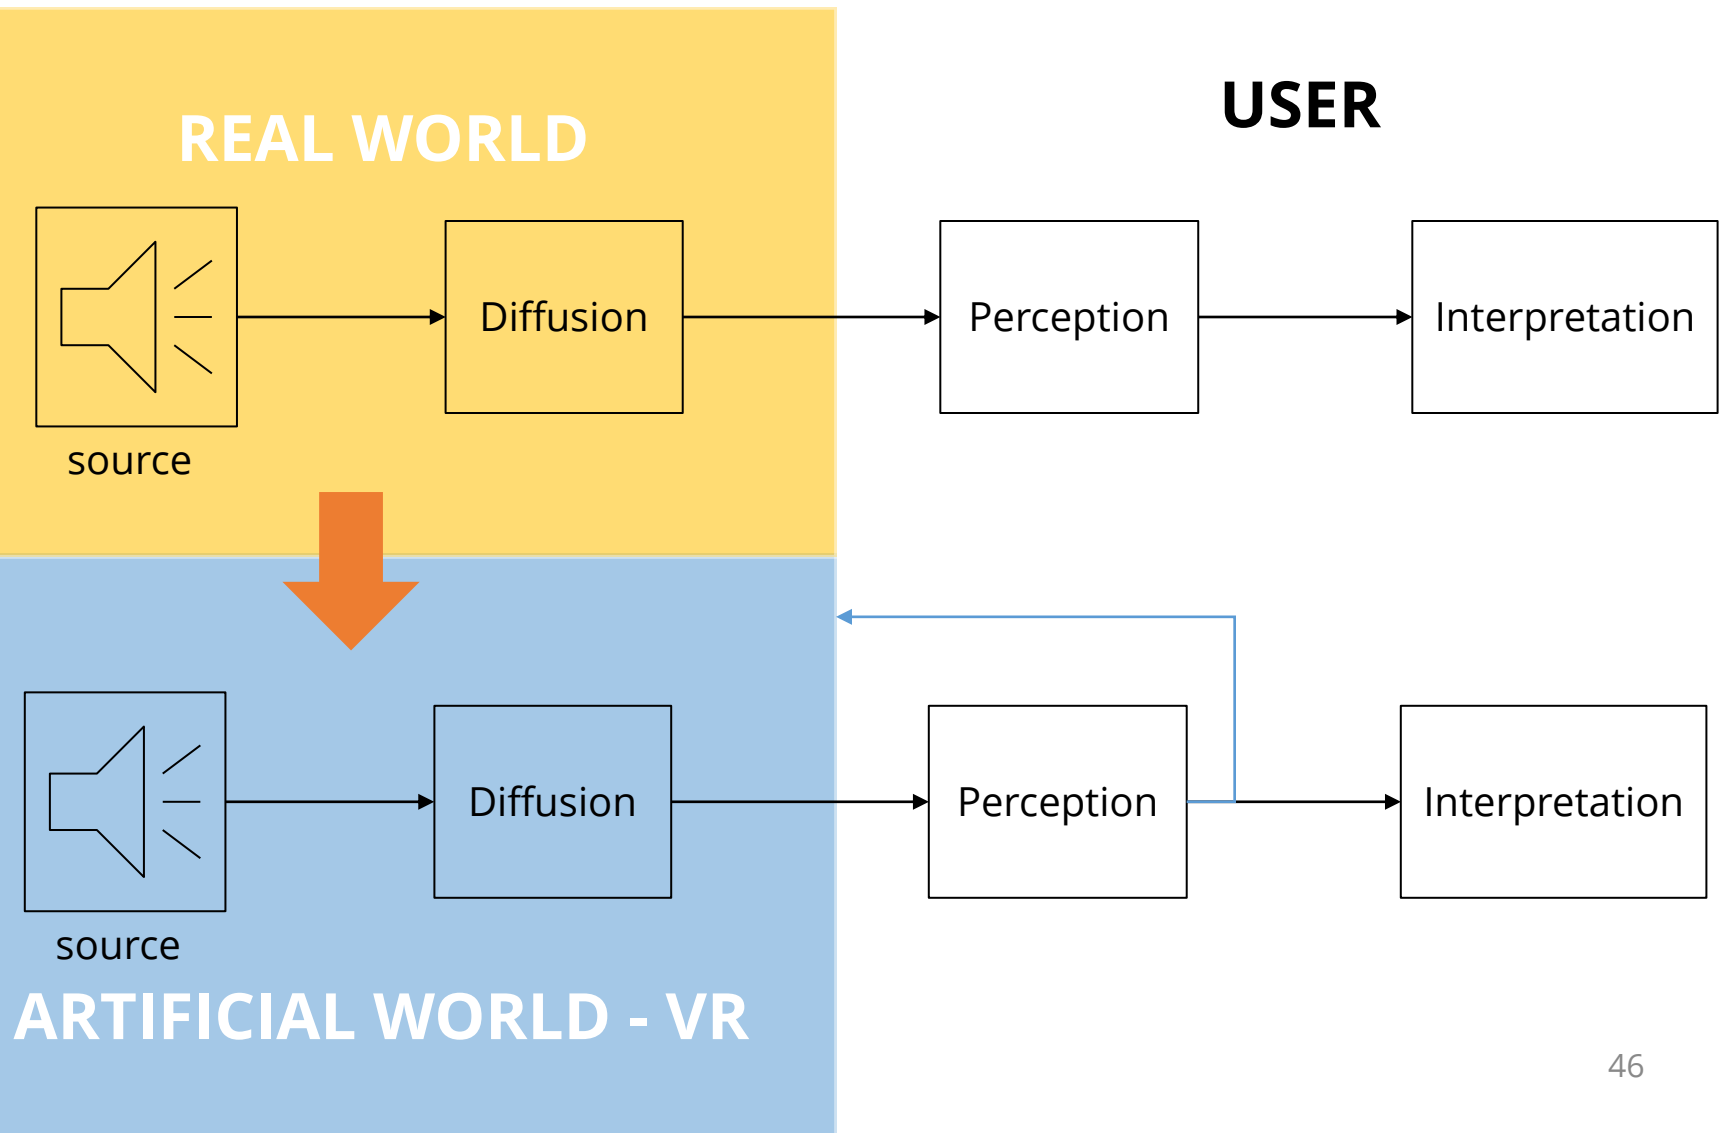 REAL WORLD
USER
Diffusion
Perception
Interpretation
source
Diffusion
Perception
Interpretation
source
ARTIFICIAL WORLD - VR
46